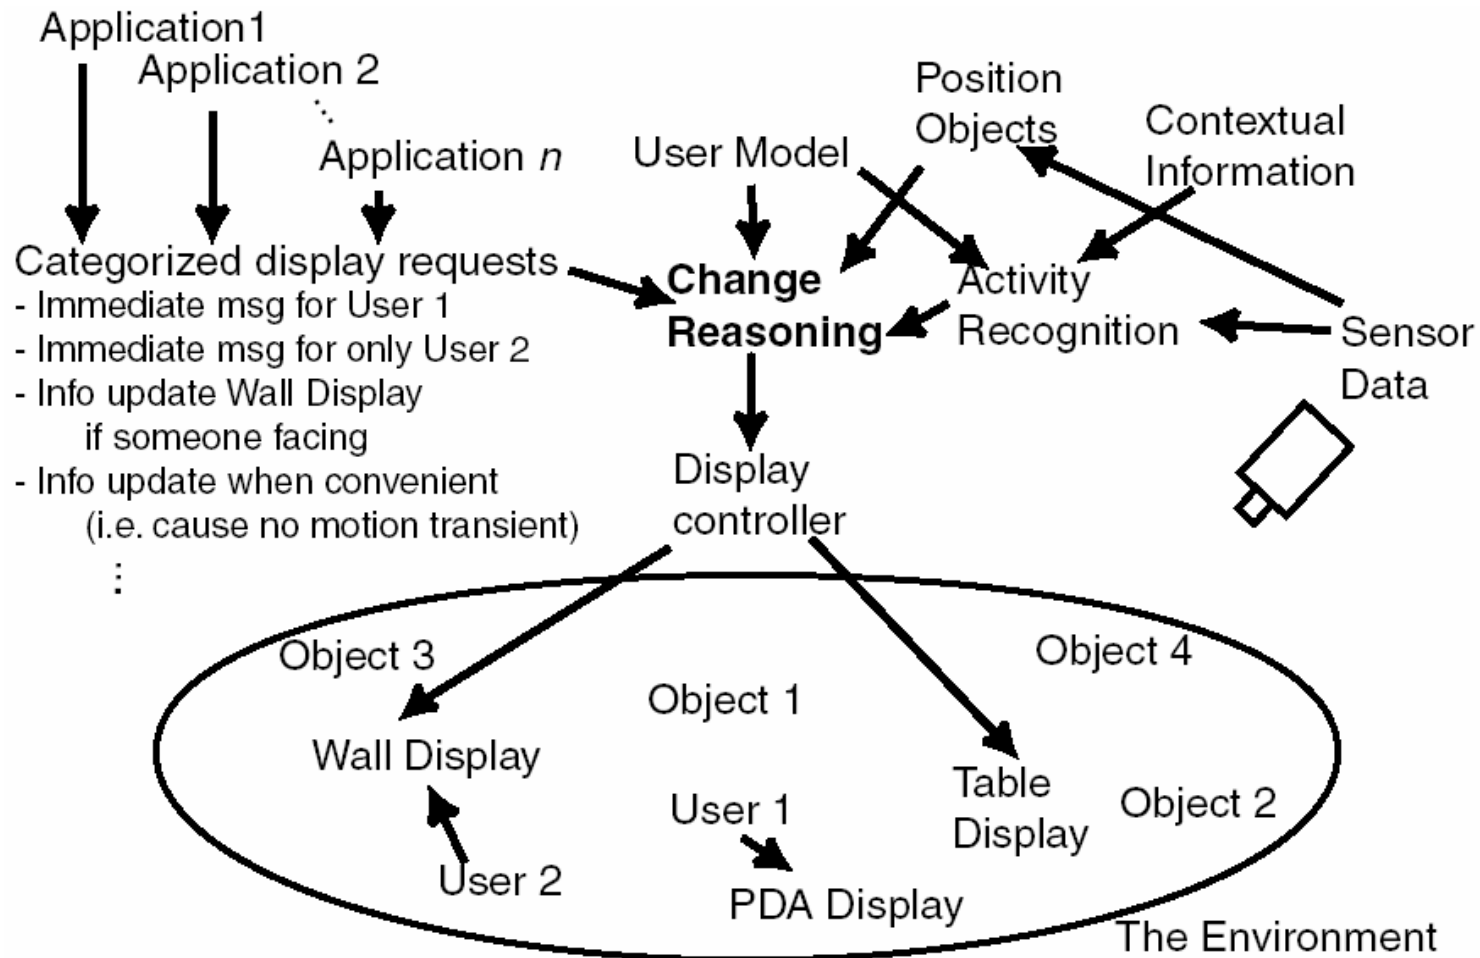 Application1
Application 2
Application n
Categorized display requests
- Immediate msg for User 1
- Immediate msg for only User 2
- Info update Wall Display
if someone facing
- Info update when convenient
(i.e. cause no motion transient)
User Model
Position
Objects
Contextual
Information
Change
Reasoning
Activity
Recognition
Sensor
Data
Display
controller
Object 3
Object 4
Object 1
Wall Display
Table
Display
Object 2
User 1
User 2
PDA Display
The Environment